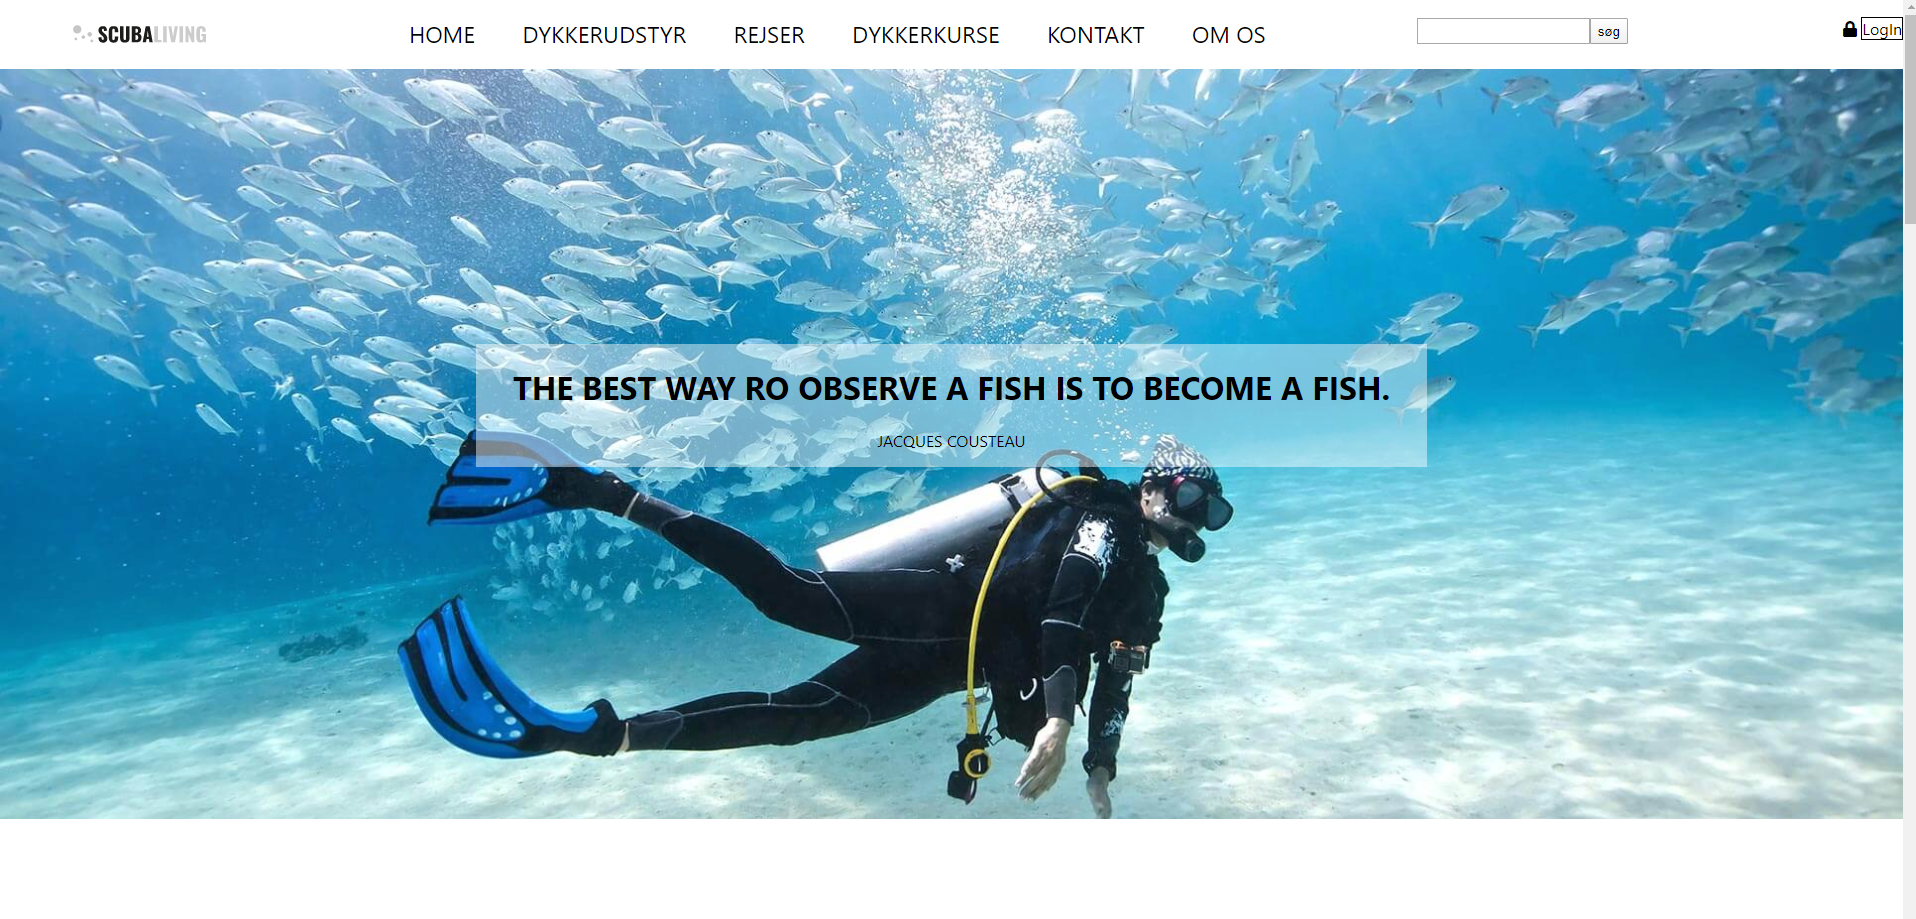 SCUBALIVING
HOME DYKKERUDSTYR REJSER DYKKERKURSE KONTAKT OM OS
søg
LogIn
THE BEST WAY RO OBSERVE A FISH IS TO BECOME A FISH.
JACQUES COUSTEAU